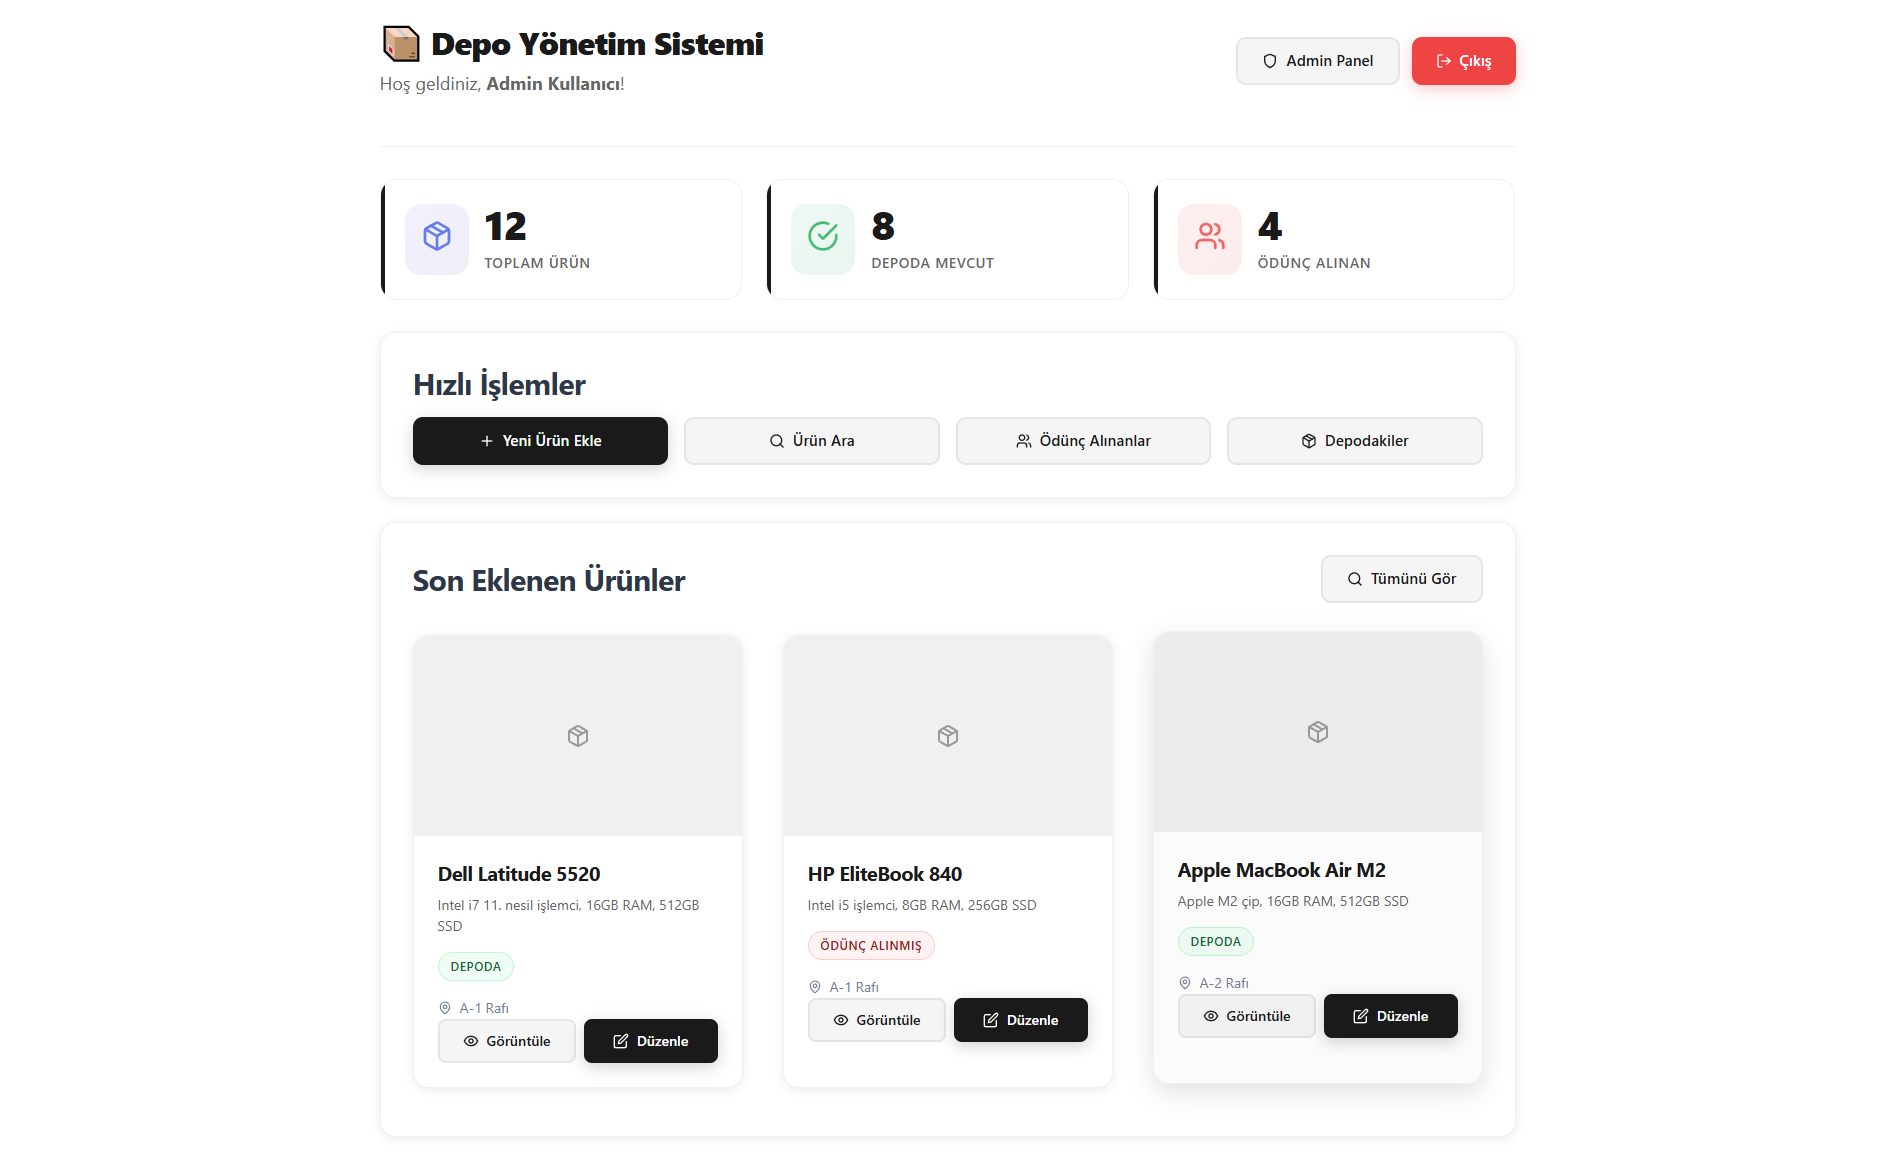 Depo Yönetim Sistemi
Hoş geldiniz, Admin Kullanıcı!
Admin Panel
Çıkış
12
TOPLAM ÜRÜN
8
DEPODA MEVCUT
4
ÖDÜNÇ ALINAN
Hızlı İşlemler
Yeni Ürün Ekle
Ürün Ara
Ödünç Alınanlar
Depodakiler
Son Eklenen Ürünler
Tümünü Gör
Dell Latitude 5520
Intel i7 11. nesil işlemci, 16GB RAM, 512GB
SSD
DEPODA
A-1 Rafı
Görüntüle
Düzenle
HP EliteBook 840
Intel i5 işlemci, 8GB RAM, 256GB SSD
ÖDÜNÇ ALINMIŞ
A-1 Rafı
Görüntüle
Düzenle
Apple MacBook Air M2
Apple M2 çip, 16GB RAM, 512GB SSD
DEPODA
A-2 Rafı
Görüntüle
Düzenle